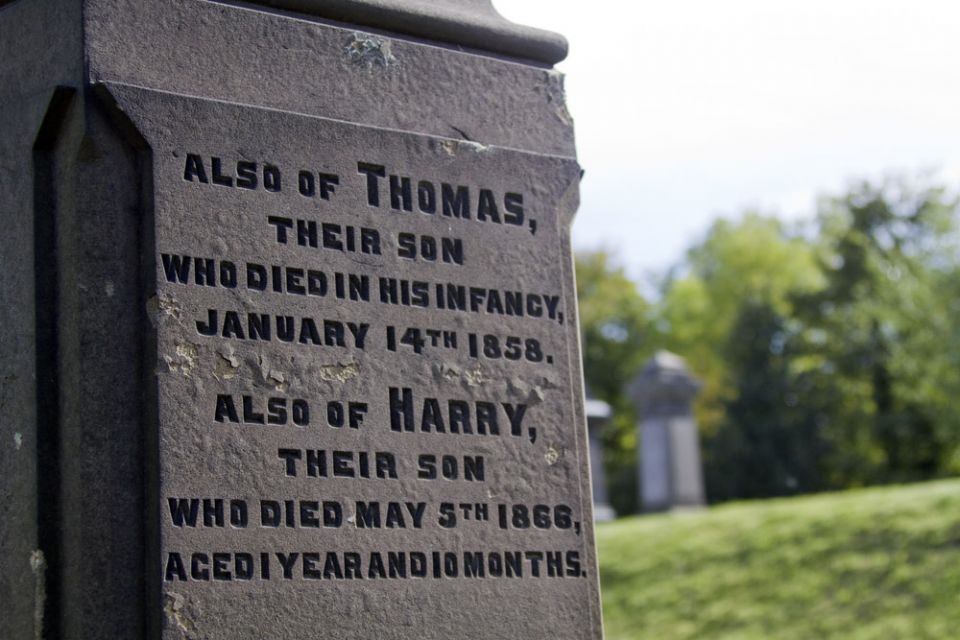 ALSO OF THOMAS,
THEIR SON
WHO DIED IN HIS INFANCY,
JANUARY 14TH 1858.
ALSO OF HARRY,
THEIR SON
WHO DIED MAY 5TH 1866,
AGED 1 YEAR AND 10 MONTHS.